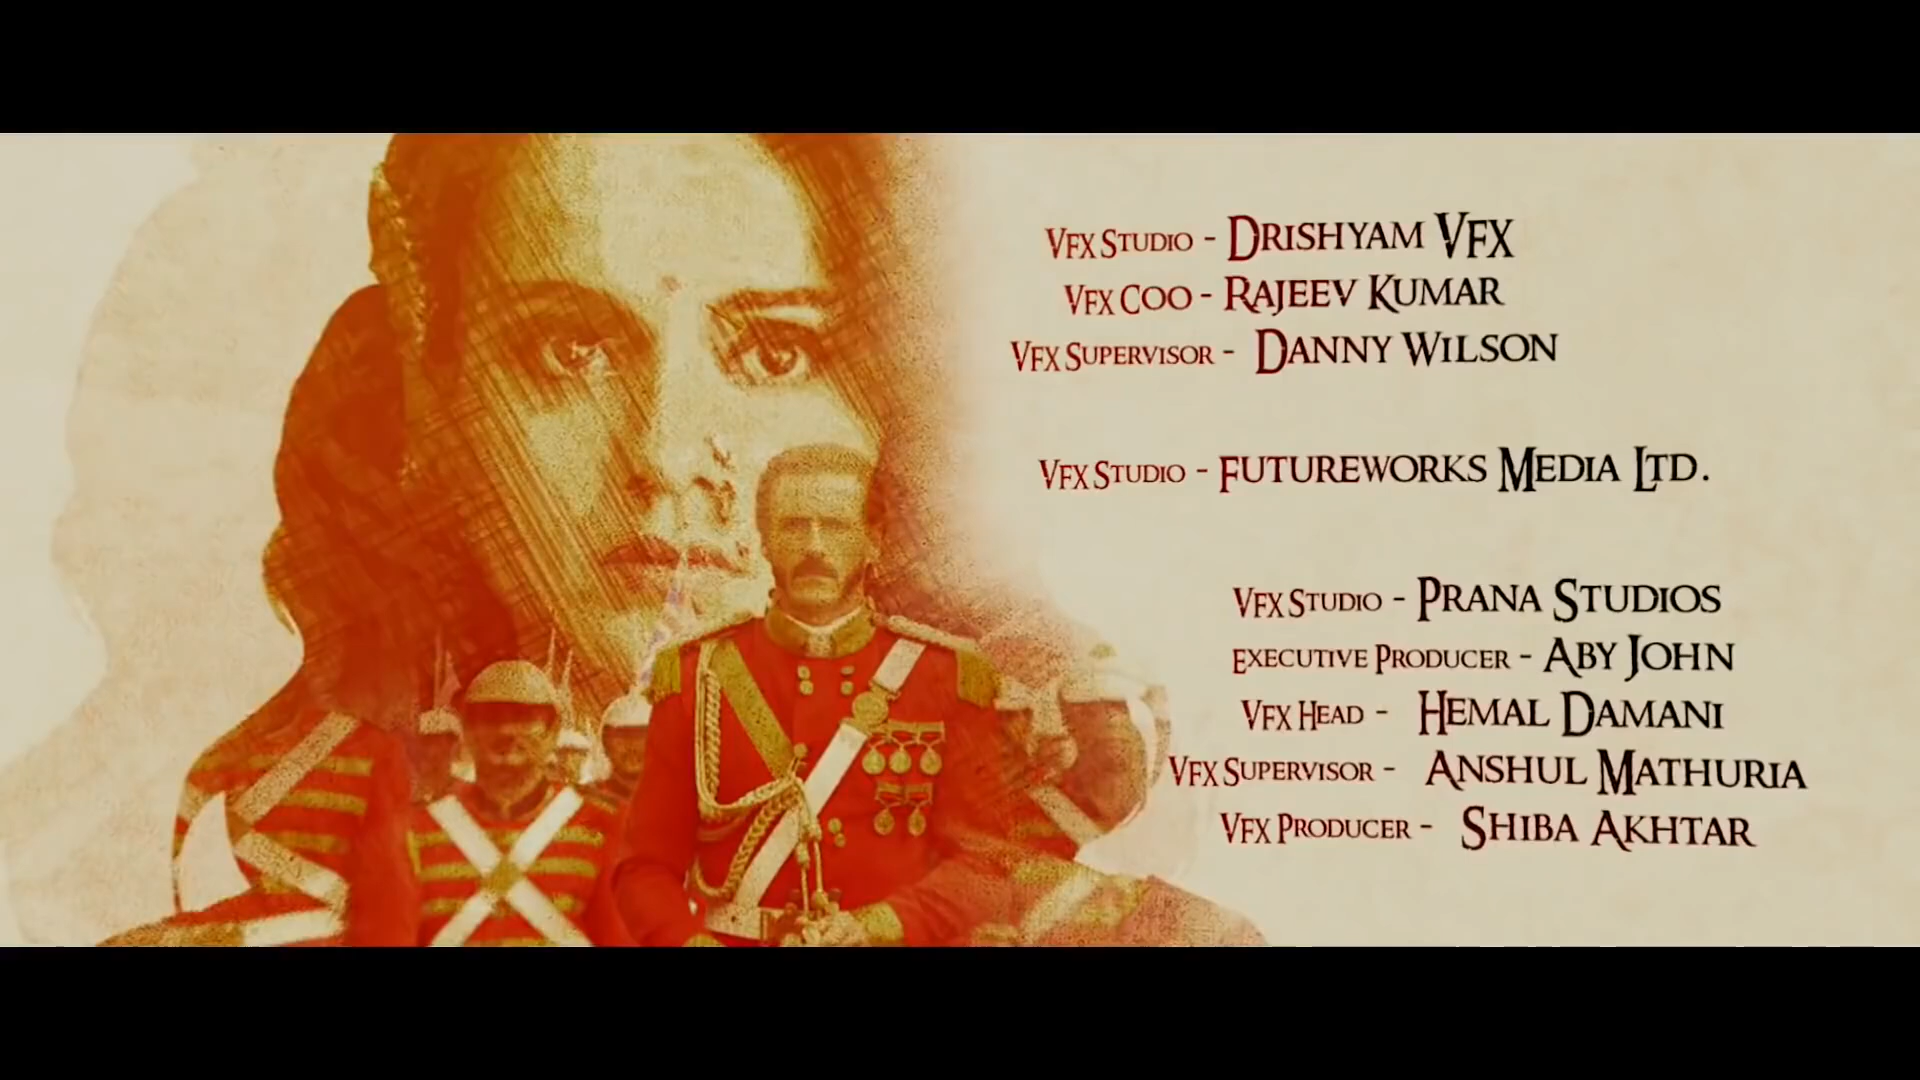 VFX STUDIO - DRISHYAM VFX
VFX COO - RAJEEV KUMAR
VFX SUPERVISOR - DANNY WILSON
VFX STUDIO - FUTUREWORKS MEDIA LTD.
VFX STUDIO - PRANA STUDIOS
EXECUTIVE PRODUCER - ABY JOHN
VFX HEAD - HEMAL DAMANI
VFX SUPERVISOR - ANSHUL MATHURIA
VFX PRODUCER - SHIBA AKHTAR